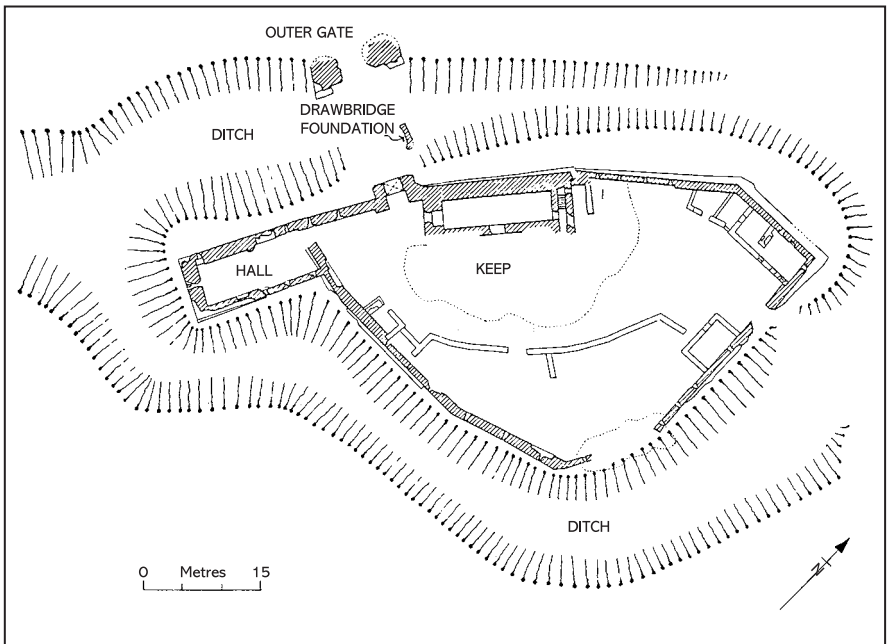 OUTER GATE
DRAWBRIDGE
FOUNDATION
DITCH
HALL
KEEP
DITCH
0 Metres 15
N